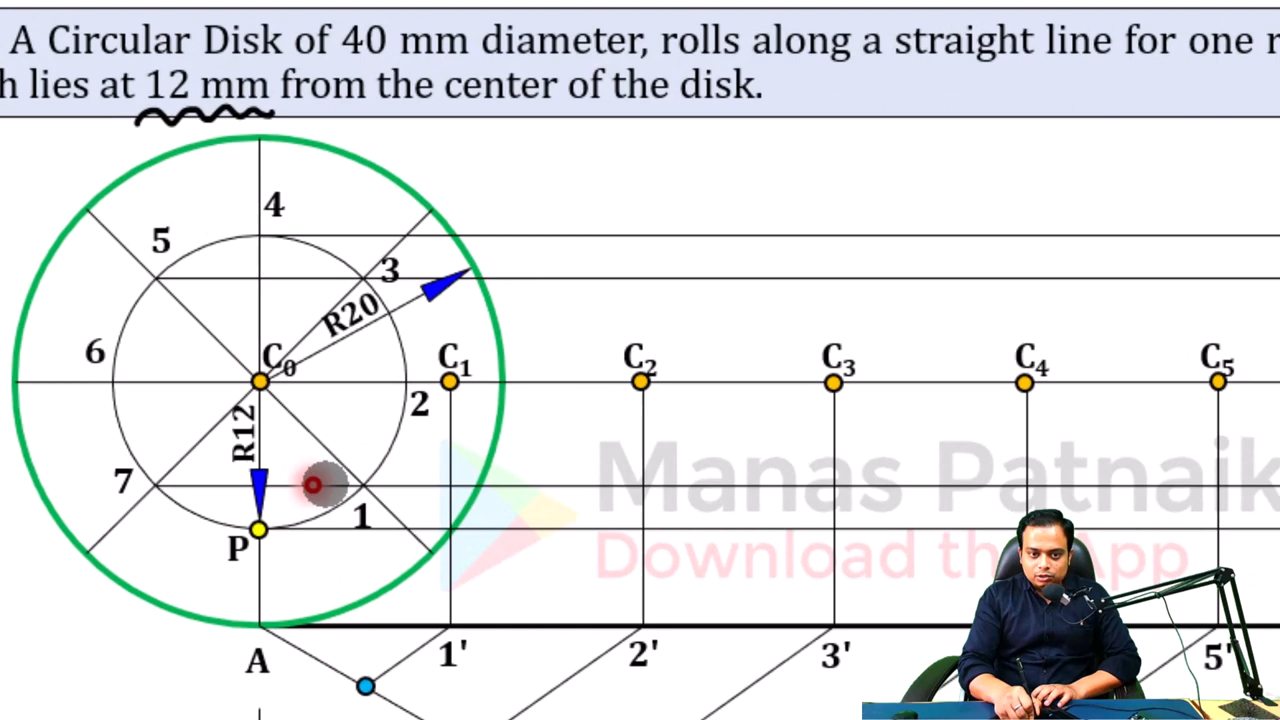 A Circular Disk of 40 mm diameter, rolls along a straight line for one
h lies at 12 mm from the center of the disk.
4
5
3
R20
6
C₀
C₁
C₂
C₃
C₄
C₅
2
R12
7
1
P
Manas Patnaik
Download the App
A
1'
2'
3'
5'